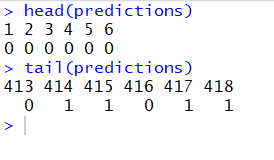 > head(predictions)
1 2 3 4 5 6
0 0 0 0 0 0
> tail(predictions)
413 414 415 416 417 418
0 1 1 0 1 1
>